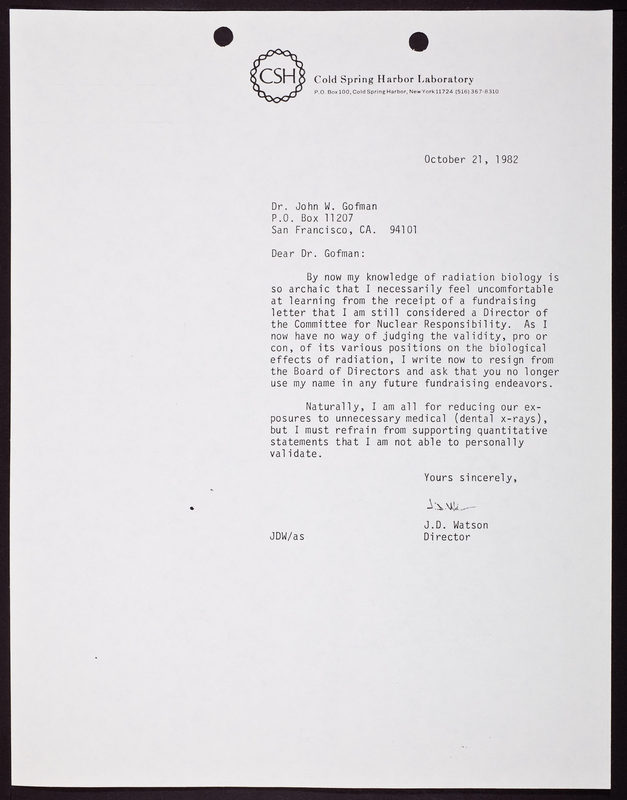 CSH
Cold Spring Harbor Laboratory
P.O. Box 100, Cold Spring Harbor, New York 11724 (516) 367-8310
October 21, 1982
Dr. John W. Gofman
P.O. Box 11207
San Francisco, CA. 94101
Dear Dr. Gofman:
By now my knowledge of radiation biology is
so archaic that I necessarily feel uncomfortable
at learning from the receipt of a fundraising
letter that I am still considered a Director of
the Committee for Nuclear Responsibility. As I
now have no way of judging the validity, pro or
con, of its various positions on the biological
effects of radiation, I write now to resign from
the Board of Directors and ask that you no longer
use my name in any future fundraising endeavors.
Naturally, I am all for reducing our ex-
posures to unnecessary medical (dental x-rays),
but I must refrain from supporting quantitative
statements that I am not able to personally
validate.
Yours sincerely,
J.D. Watson
JDW/as
Director